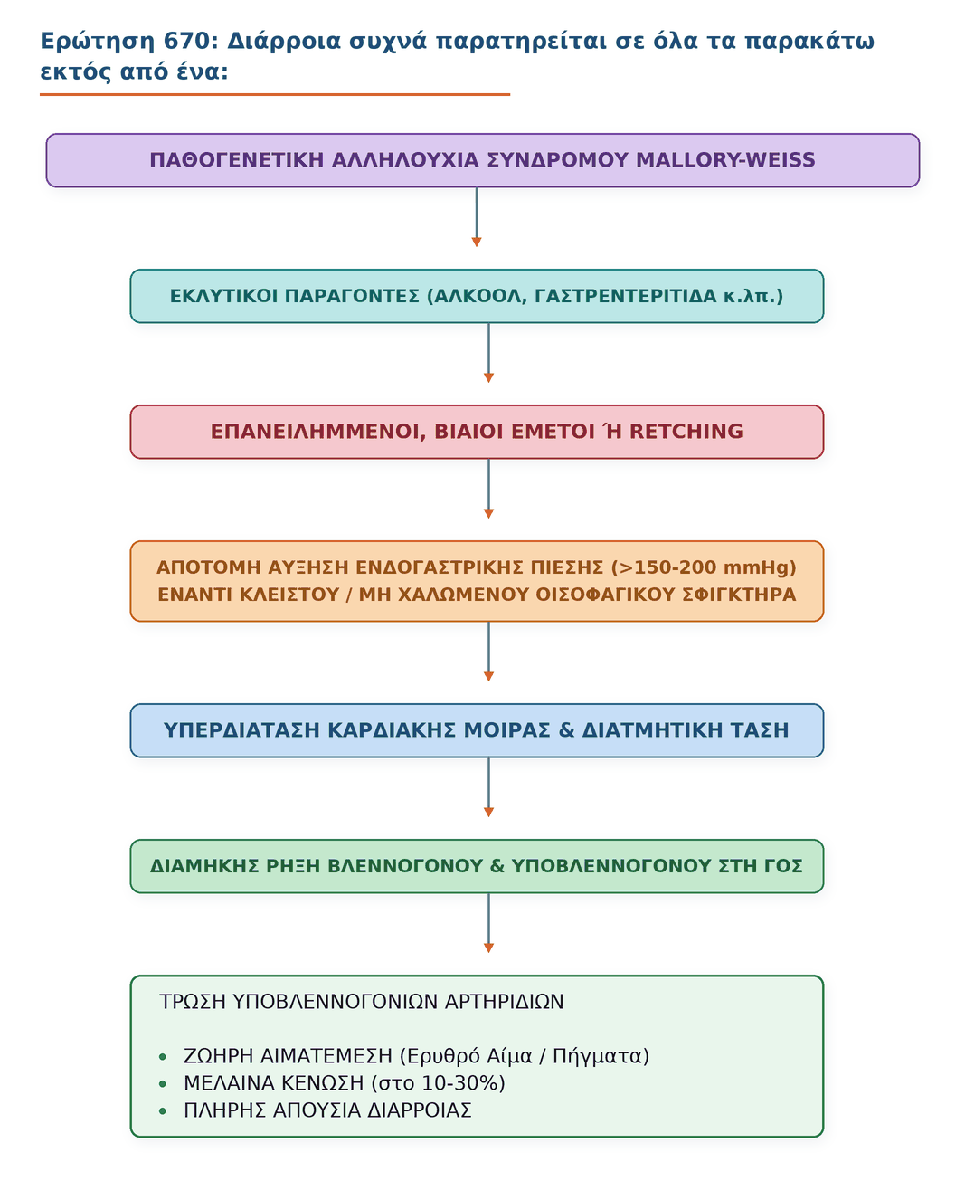 Ερώτηση 670: Διάρροια συχνά παρατηρείται σε όλα τα παρακάτω
εκτός από ένα:
ΠΑΘΟΓΕΝΕΤΙΚΗ ΑΛΛΗΛΟΥΧΙΑ ΣΥΝΔΡΟΜΟΥ MALLORY-WEISS
ΕΚΛΥΤΙΚΟΙ ΠΑΡΑΓΟΝΤΕΣ (ΑΛΚΟΟΛ, ΓΑΣΤΡΕΝΤΕΡΙΤΙΔΑ κ.λπ.)
ΕΠΑΝΕΙΛΗΜΜΕΝΟΙ, ΒΙΑΙΟΙ ΕΜΕΤΟΙ Ή RETCHING
ΑΠΟΤΟΜΗ ΑΥΞΗΣΗ ΕΝΔΟΓΑΣΤΡΙΚΗΣ ΠΙΕΣΗΣ (>150-200 mmHg)
ΕΝΑΝΤΙ ΚΛΕΙΣΤΟΥ / ΜΗ ΧΑΛΩΜΕΝΟΥ ΟΙΣΟΦΑΓΙΚΟΥ ΣΦΙΓΚΤΗΡΑ
ΥΠΕΡΔΙΑΤΑΣΗ ΚΑΡΔΙΑΚΗΣ ΜΟΙΡΑΣ & ΔΙΑΤΜΗΤΙΚΗ ΤΑΣΗ
ΔΙΑΜΗΚΗΣ ΡΗΞΗ ΒΛΕΝΝΟΓΟΝΟΥ & ΥΠΟΒΛΕΝΝΟΓΟΝΟΥ ΣΤΗ ΓΟΣ
ΤΡΩΣΗ ΥΠΟΒΛΕΝΝΟΓΟΝΙΩΝ ΑΡΤΗΡΙΔΙΩΝ
• ΖΩΗΡΗ ΑΙΜΑΤΕΜΕΣΗ (Ερυθρό Αίμα / Πήγματα)
• ΜΕΛΑΙΝΑ ΚΕΝΩΣΗ (στο 10-30%)
• ΠΛΗΡΗΣ ΑΠΟΥΣΙΑ ΔΙΑΡΡΟΙΑΣ